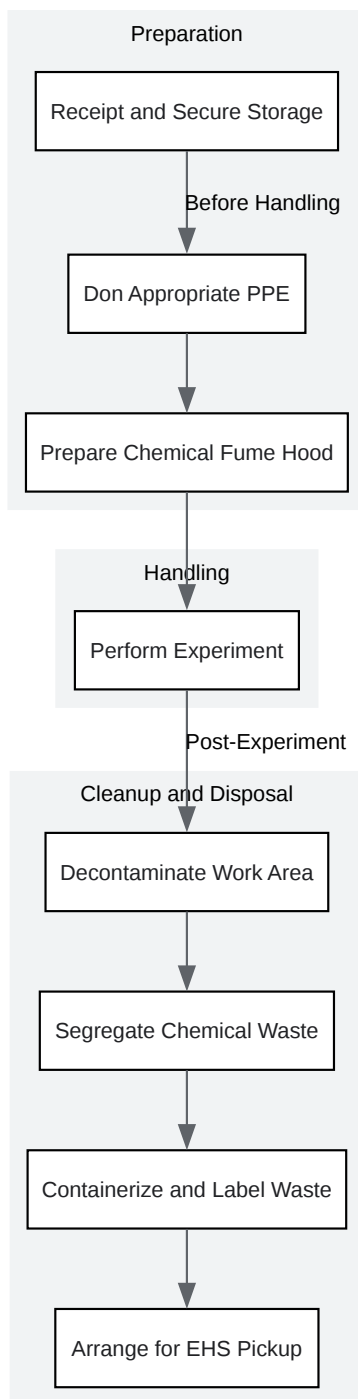 Preparation
Receipt and Secure Storage
Before Handling
Don Appropriate PPE
Prepare Chemical Fume Hood
Handling
Perform Experiment
Post-Experiment
Cleanup and Disposal
Decontaminate Work Area
Segregate Chemical Waste
Containerize and Label Waste
Arrange for EHS Pickup